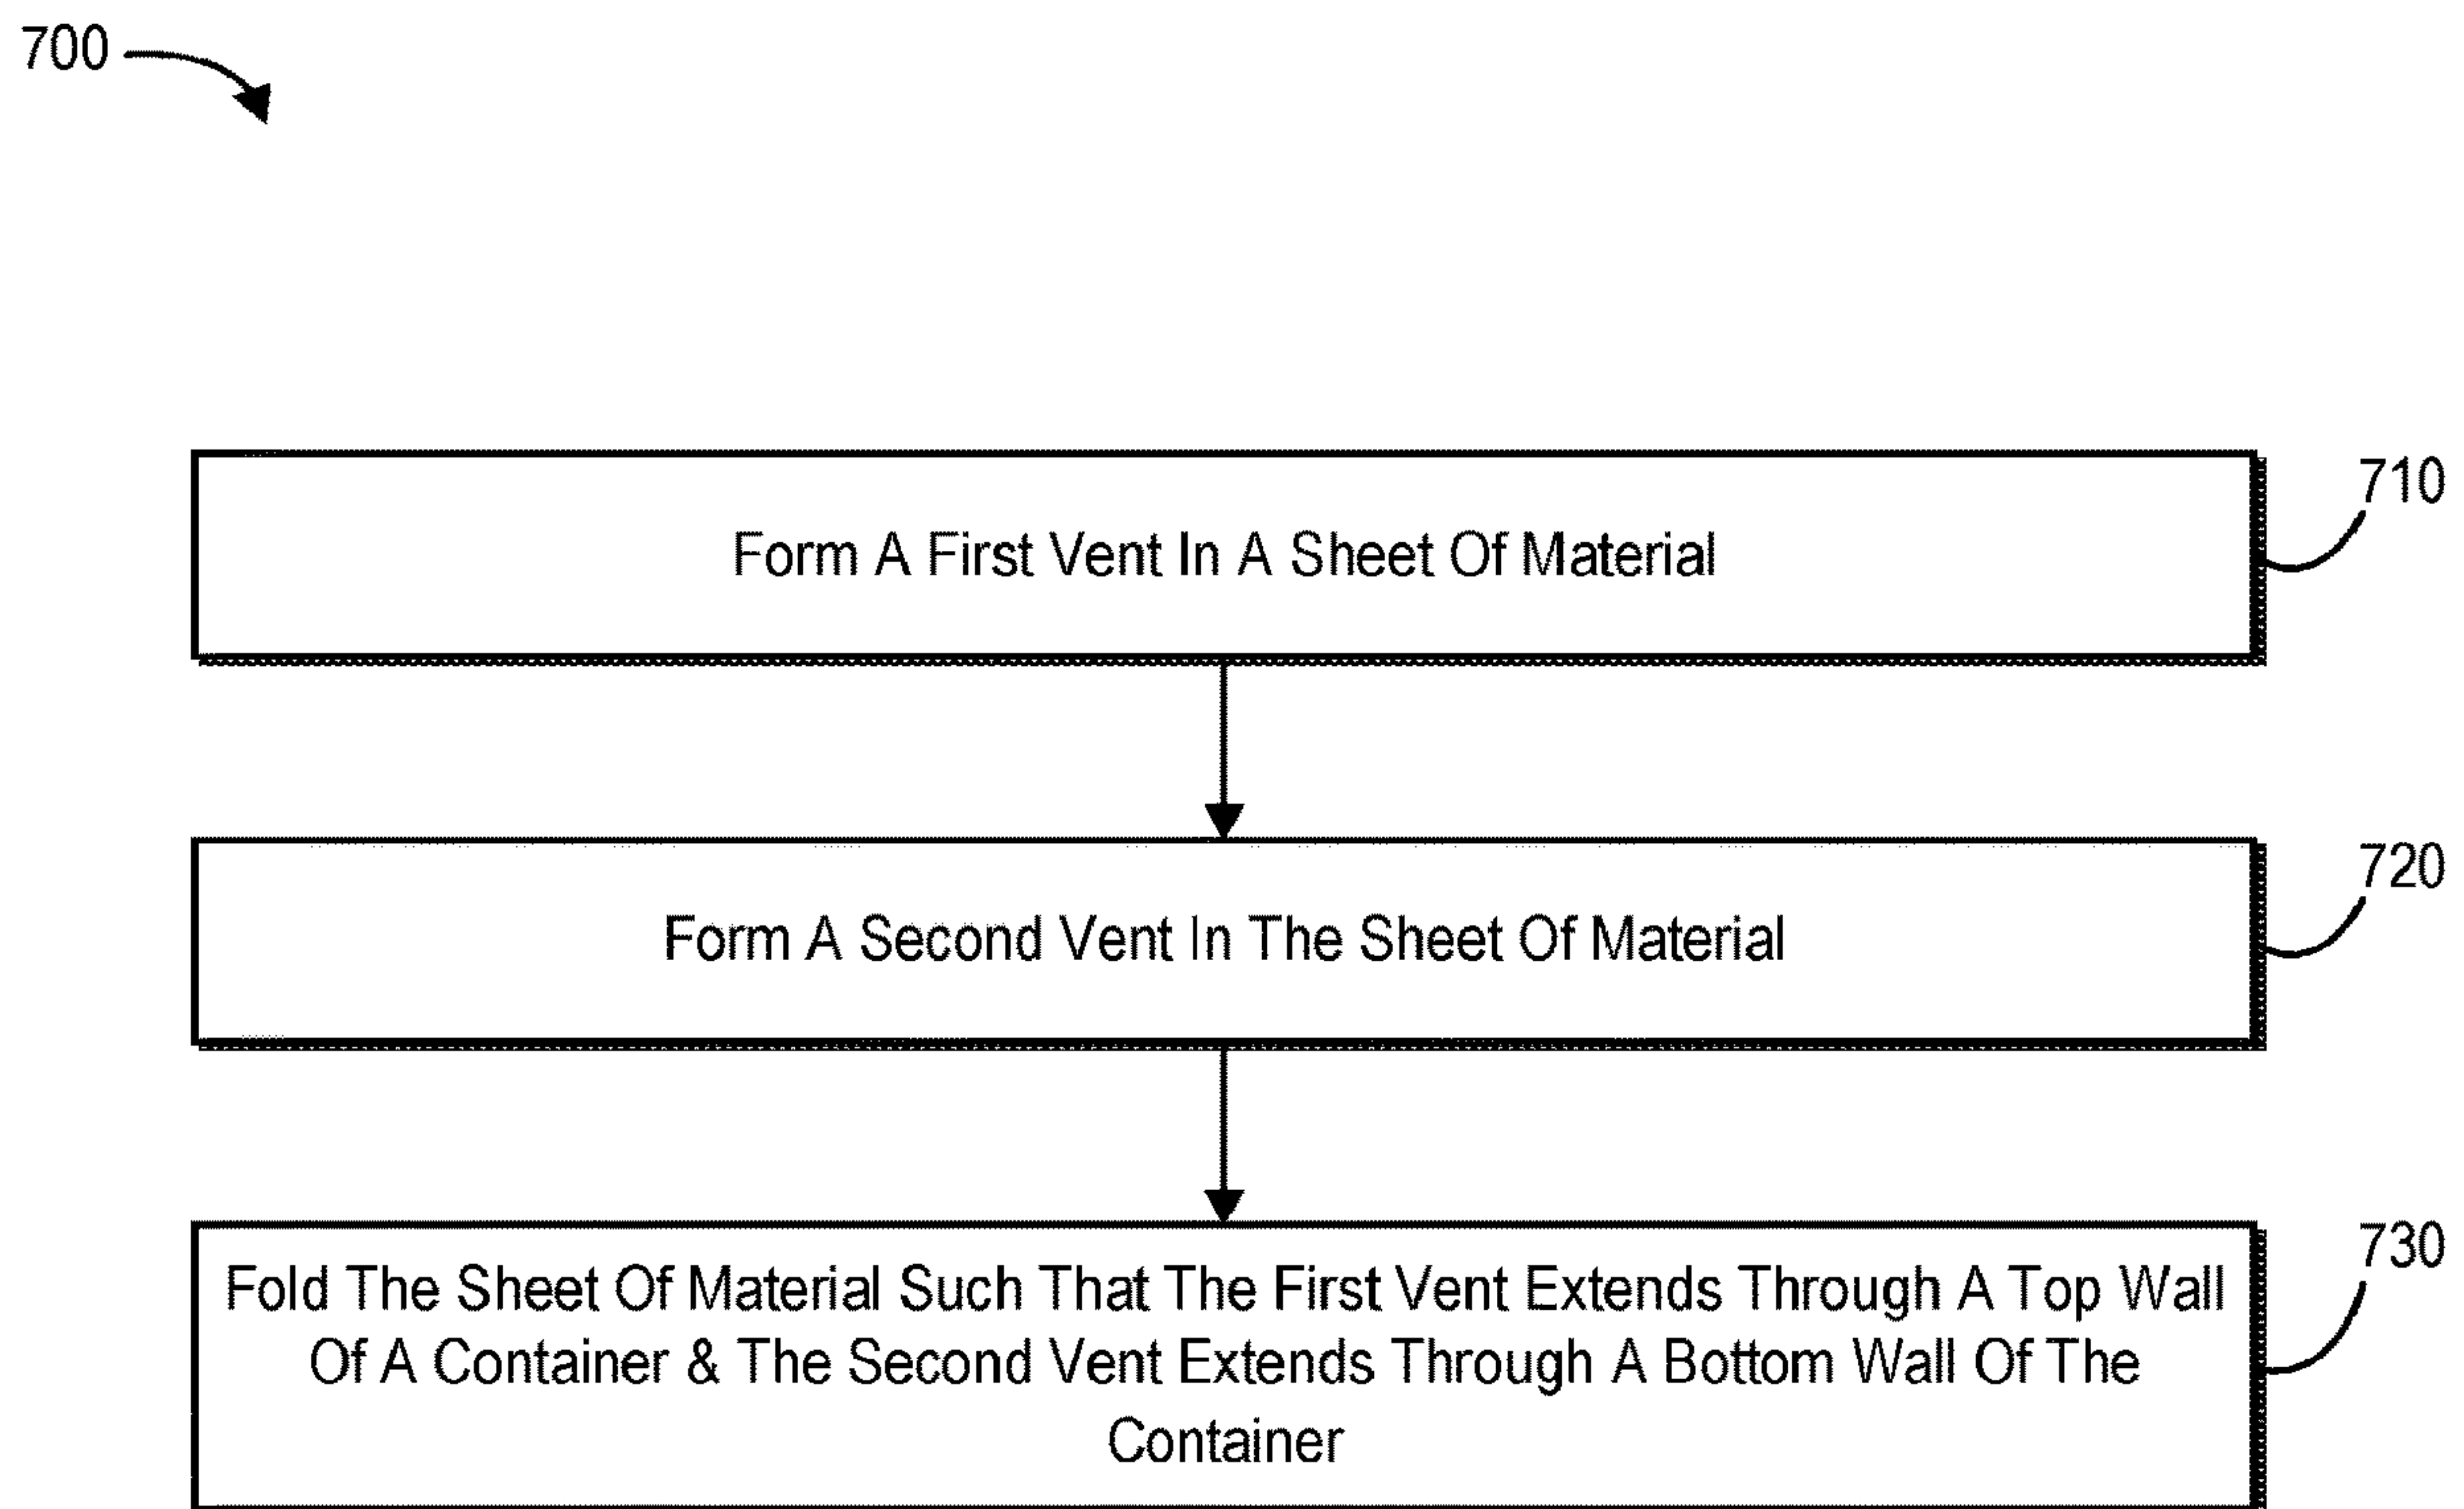 700
710
Form A First Vent In A Sheet Of Material
720
Form A Second Vent In The Sheet Of Material
730
Fold The Sheet Of Material Such That The First Vent Extends Through A Top Wall
Of A Container & The Second Vent Extends Through A Bottom Wall Of The
Container